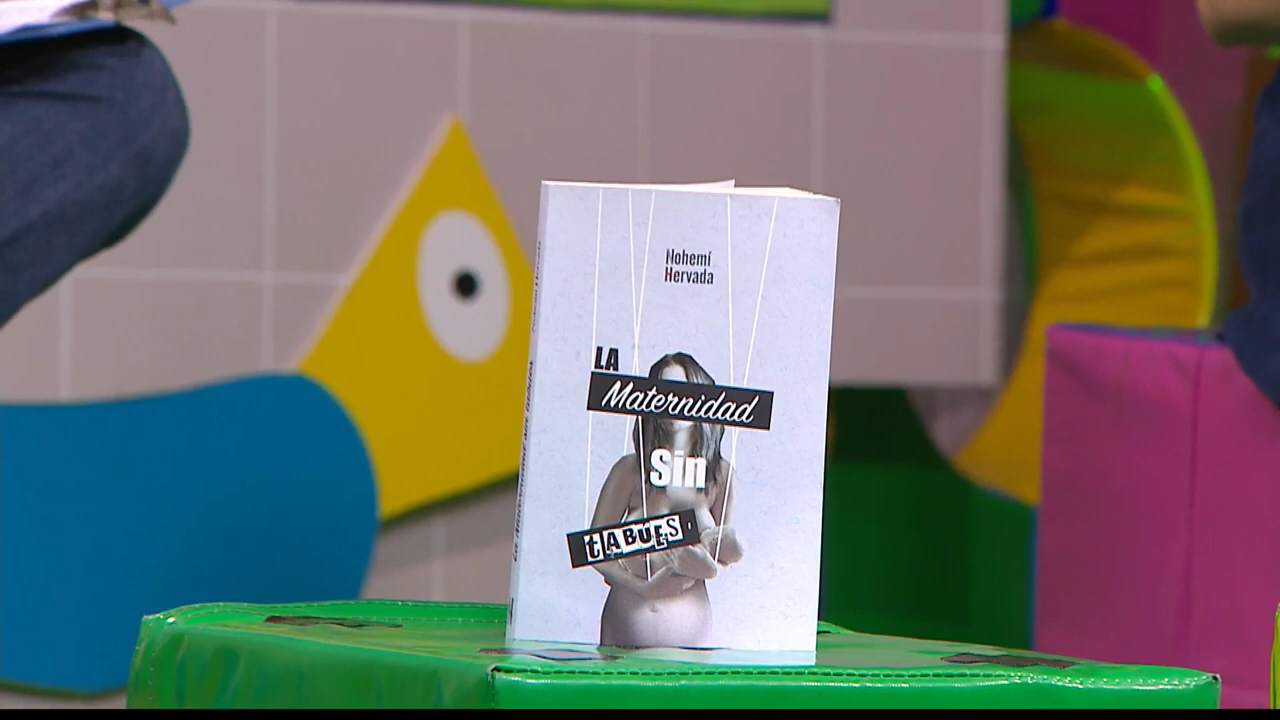 Nohemí
Hervada
LA
Maternidad
Sin
tABUES